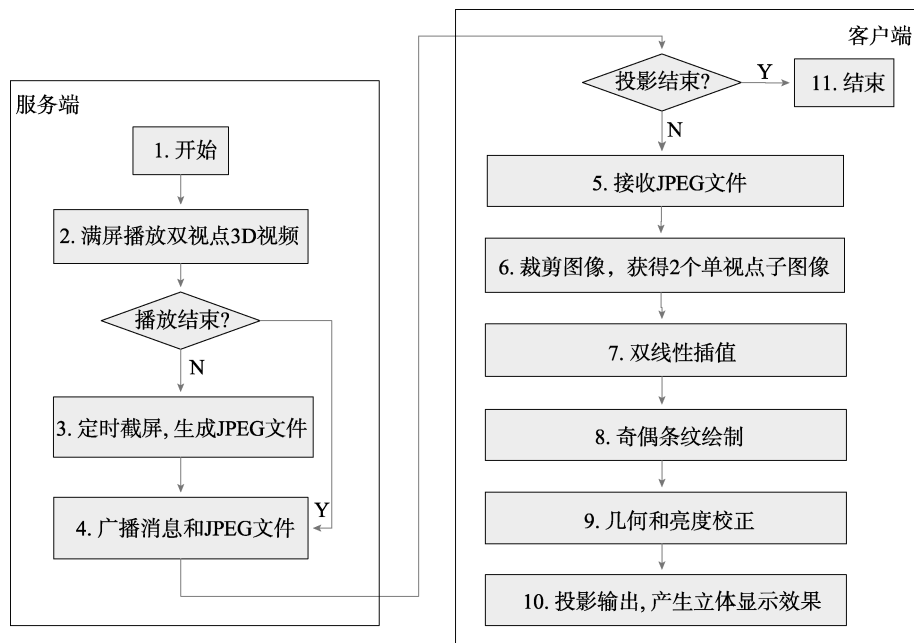 服务端
1. 开始
2. 满屏播放双视点3D视频
播放结束?
N
3. 定时截屏, 生成JPEG文件
Y
4. 广播消息和JPEG文件
客户端
投影结束?
Y
11. 结束
N
5. 接收JPEG文件
6. 裁剪图像，获得2个单视点子图像
7. 双线性插值
8. 奇偶条纹绘制
9. 几何和亮度校正
10. 投影输出, 产生立体显示效果